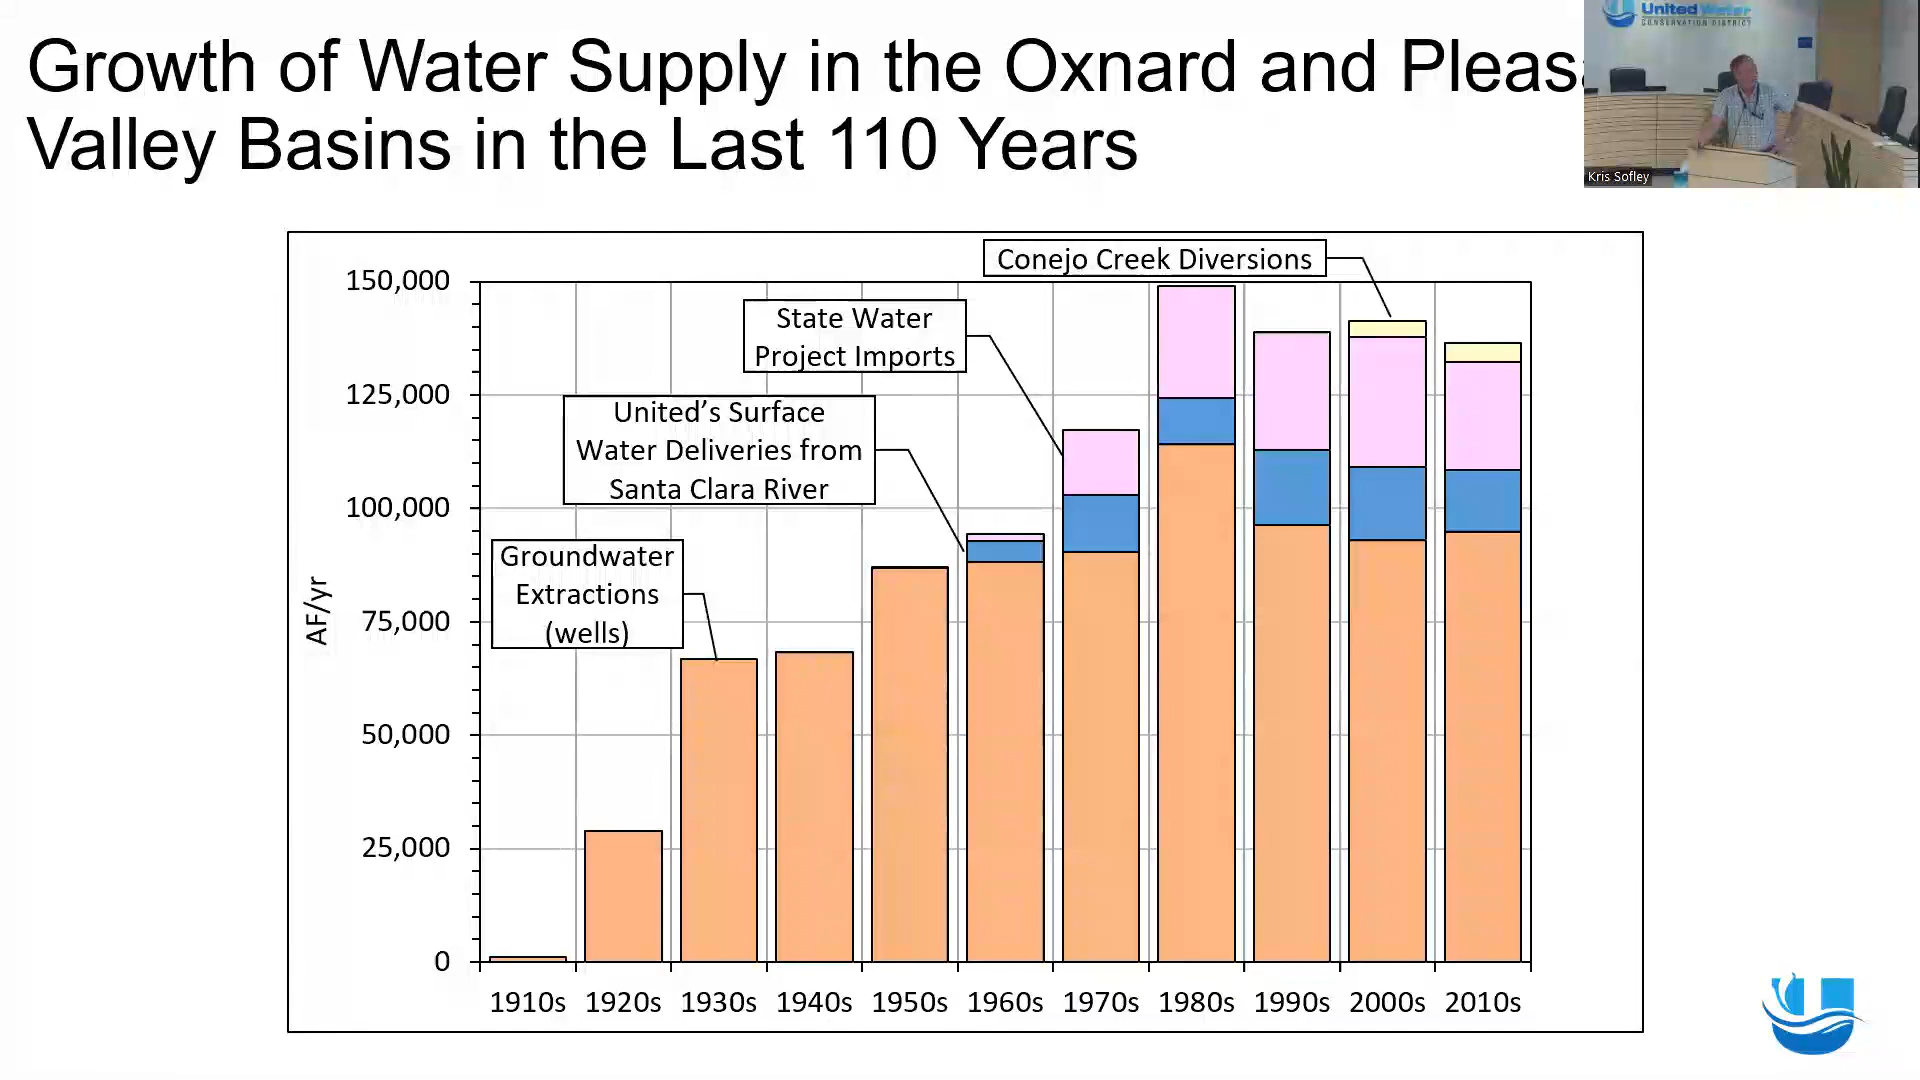 Growth of Water Supply in the Oxnard and Pleas
Valley Basins in the Last 110 Years
United Water
CONSERVATION DISTRICT
Kris Sofley
Conejo Creek Diversions
State Water
Project Imports
United’s Surface
Water Deliveries from
Santa Clara River
Groundwater
Extractions
(wells)
AF/yr
150,000
125,000
100,000
75,000
50,000
25,000
0
1910s 1920s 1930s 1940s 1950s 1960s 1970s 1980s 1990s 2000s 2010s